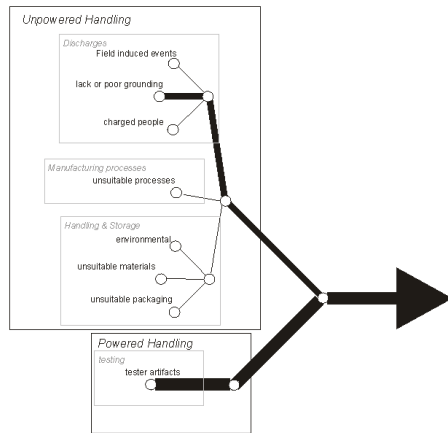 Unpowered Handling
Discharges
Field induced events
lack or poor grounding
charged people
Manufacturing processes
unsuitable processes
Handling & Storage
environmental
unsuitable materials
unsuitable packaging
Powered Handling
testing
tester artifacts